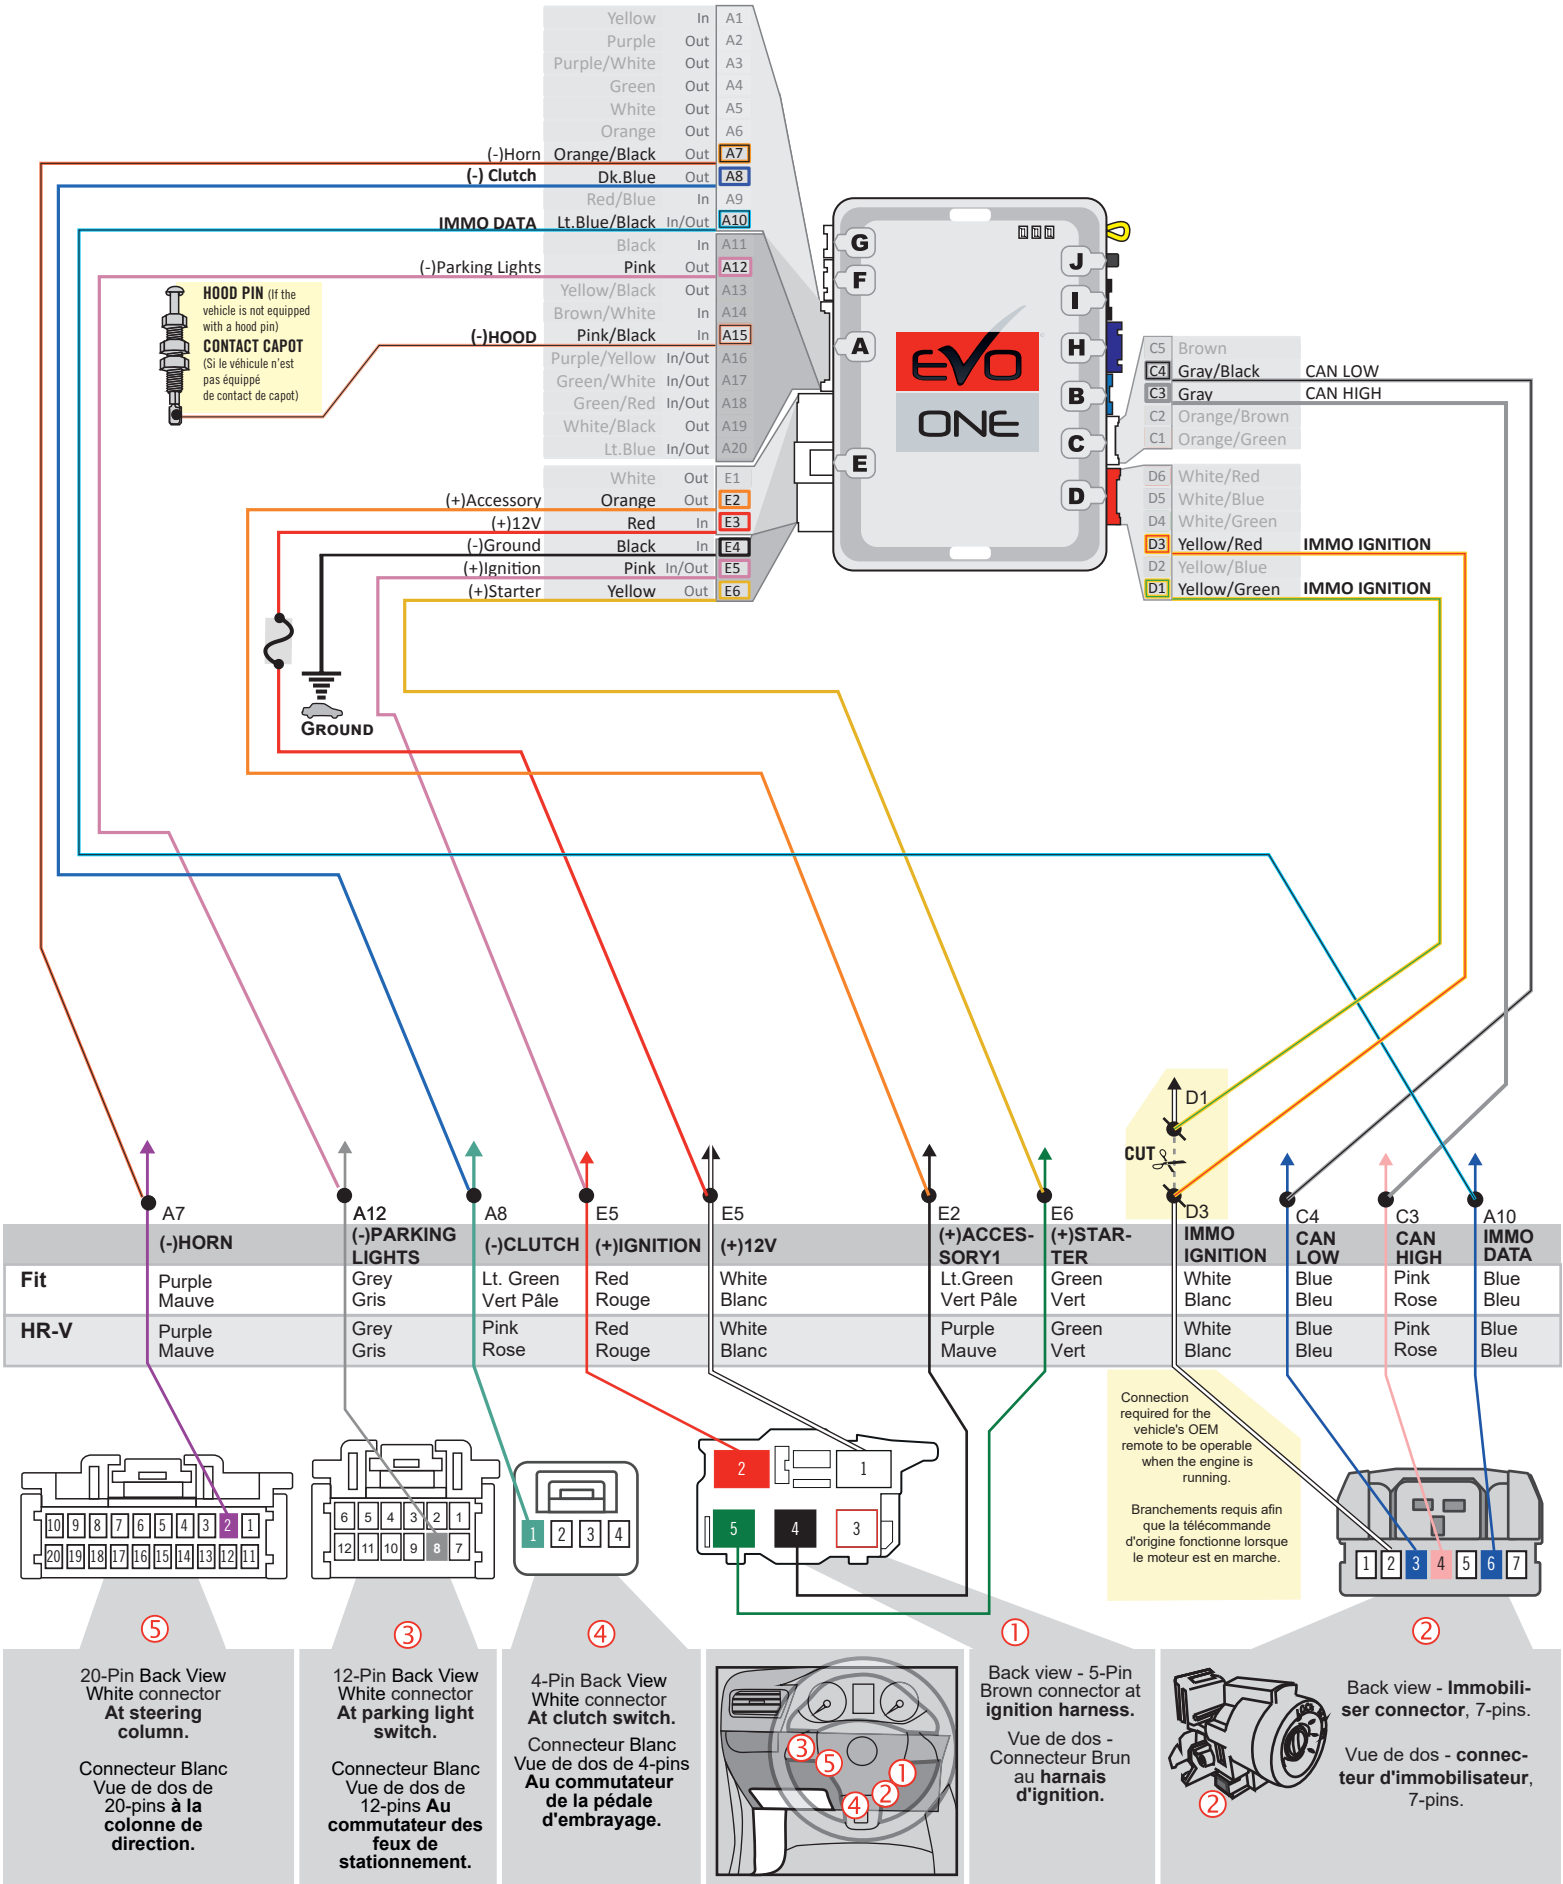 Yellow In A1
Purple Out A2
Purple/White Out A3
Green Out A4
White Out A5
Orange Out A6
(-)Horn Orange/Black Out A7
(-) Clutch Dk.Blue Out A8
Red/Blue In A9
IMMO DATA Lt.Blue/Black In/Out A10
Black In A11
(-)Parking Lights Pink Out A12
Yellow/Black Out A13
Brown/White In A14
(-)HOOD Pink/Black In A15
Purple/Yellow In/Out A16
Green/White In/Out A17
Green/Red In/Out A18
White/Black Out A19
Lt.Blue In/Out A20
White Out E1
(+)Accessory Orange Out E2
(+)12V Red In E3
(-)Ground Black In E4
(+)Ignition Pink In/Out E5
(+)Starter Yellow Out E6
HOOD PIN (If the
vehicle is not equipped
with a hood pin)
CONTACT CAPOT
(Si le véhicule n'est
pas équippé
de contact de capot)
GROUND
G
F
A
E
J
I
H
B
C
D
EVO
ONE
C5 Brown
C4 Gray/Black CAN LOW
C3 Gray CAN HIGH
C2 Orange/Brown
C1 Orange/Green
D6 White/Red
D5 White/Blue
D4 White/Green
D3 Yellow/Red IMMO IGNITION
D2 Yellow/Blue
D1 Yellow/Green IMMO IGNITION
D1
CUT
A7 A12 A8 E5 E5 E2 E6 D3 C4 C3 A10
(-)HORN
(-)PARKING
LIGHTS
(-)CLUTCH
(+)IGNITION
(+)12V
(+)ACCES-
SORY1
(+)STAR-
TER
IMMO
IGNITION
CAN
LOW
CAN
HIGH
IMMO
DATA
Fit Purple Grey Lt. Green Red White Lt.Green Green White Blue Pink Blue
Mauve Gris Vert Pâle Rouge Blanc Vert Pâle Vert Blanc Bleu Rose Bleu
HR-V Purple Grey Pink Red White Purple Green White Blue Pink Blue
Mauve Gris Rose Rouge Blanc Mauve Vert Blanc Bleu Rose Bleu
Connection
required for the
vehicle's OEM
remote to be operable
when the engine is
running.
Branchements requis afin
que la télécommande
d'origine fonctionne lorsque
le moteur est en marche.
10 9 8 7 6 5 4 3 2 1
20 19 18 17 16 15 14 13 12 11
6 5 4 3 2 1
12 11 10 9 8 7
1 2 3 4
2 1
5 4 3
1 2 3 4 5 6 7
5
20-Pin Back View
White connector
At steering
column.
Connecteur Blanc
Vue de dos de
20-pins à la
colonne de
direction.
3
12-Pin Back View
White connector
At parking light
switch.
Connecteur Blanc
Vue de dos de
12-pins Au
commutateur des
feux de
stationnement.
4
4-Pin Back View
White connector
At clutch switch.
Connecteur Blanc
Vue de dos de 4-pins
Au commutateur
de la pédale
d'embrayage.
3
5
1
2
4
1
Back view - 5-Pin
Brown connector at
ignition harness.
Vue de dos -
Connecteur Brun
au harnais
d'ignition.
2
LOCK
2
Back view - Immobili-
ser connector, 7-pins.
Vue de dos - connec-
teur d'immobilisateur,
7-pins.